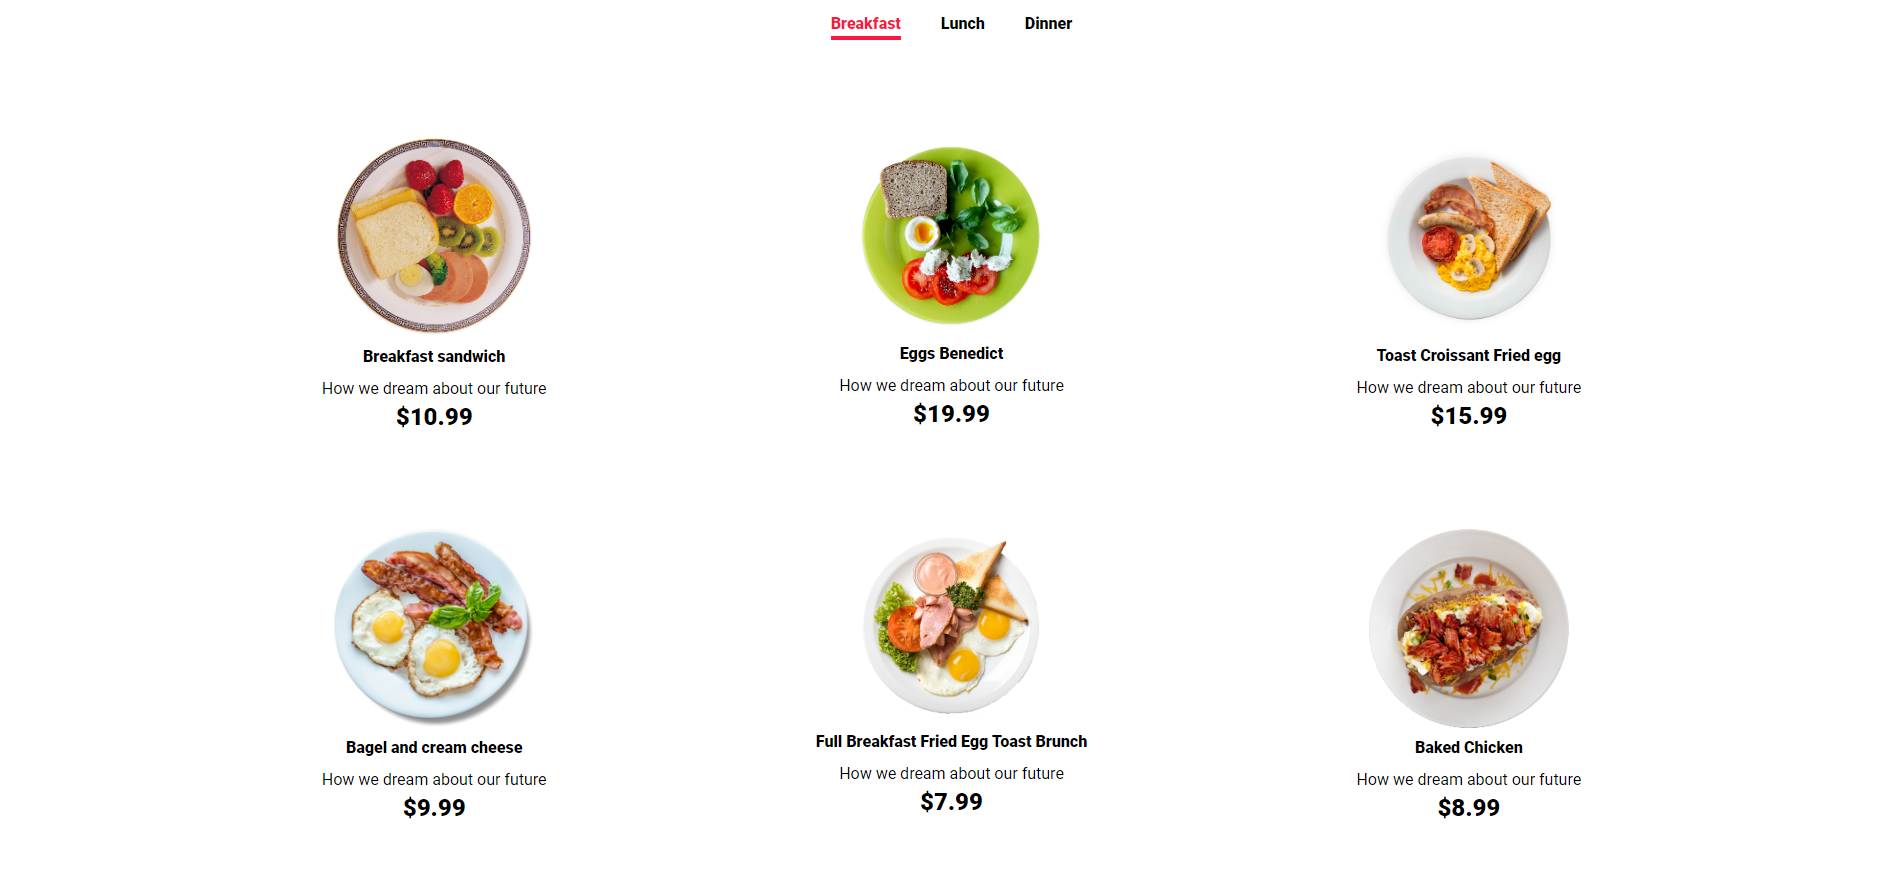 Breakfast Lunch Dinner
Breakfast sandwich
How we dream about our future
$10.99
Eggs Benedict
How we dream about our future
$19.99
Toast Croissant Fried egg
How we dream about our future
$15.99
Bagel and cream cheese
How we dream about our future
$9.99
Full Breakfast Fried Egg Toast Brunch
How we dream about our future
$7.99
Baked Chicken
How we dream about our future
$8.99